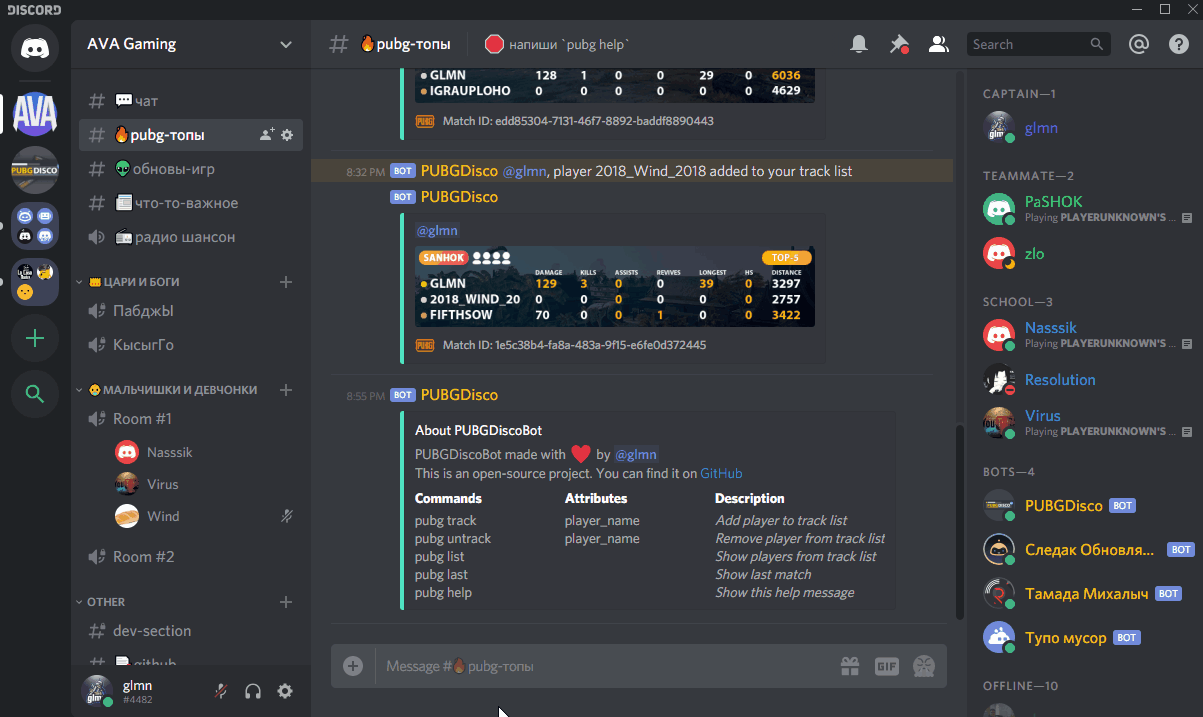 DISCORD
AVA Gaming
# 🔥pubg-топы
🛑 напиши `pubg help`
Search
AVA
PUBGDISCO
# 💬чат
# 🔥pubg-топы
# 👽обновы-игр
# 📰что-то-важное
📻радио шансон
ЦАРИ И БОГИ
ПабджЫ
КысыгГо
МАЛЬЧИШКИ И ДЕВЧОНКИ
Room #1
Nasssik
Virus
Wind
Room #2
ОТНЕR
# dev-section
# github
glmn
#4482
GLMN 128 1 0 0 29 0 6036
IGRAUPLOHO 0 0 0 0 0 0 4629
PUBG Match ID: edd85304-7131-46f7-8892-baddf8890443
8:32 PM BOT PUBGDisco @glmn, player 2018_Wind_2018 added to your track list
BOT PUBGDisco
@glmn
SANHOK TOP-5
DAMAGE KILLS ASSISTS REVIVES LONGEST HS DISTANCE
GLMN 129 3 0 0 39 0 3297
2018_WIND_20 0 0 0 0 0 0 2757
FIFTHSOW 70 0 0 1 0 0 3422
PUBG Match ID: 1e5c38b4-fa8a-483a-9f15-e6fe0d372445
8:55 PM BOT PUBGDisco
About PUBGDiscoBot
PUBGDiscoBot made with ❤️ by @glmn
This is an open-source project. You can find it on GitHub
Commands Attributes Description
pubg track player_name Add player to track list
pubg untrack player_name Remove player from track list
pubg list Show players from track list
pubg last Show last match
pubg help Show this help message
Message #🔥pubg-топы
GIF
CAPTAIN—1
glmn
TEAMMATE—2
PaSHOK
Playing PLAYERUNKNOWN'S ...
zlo
SCHOOL—3
Nasssik
Playing PLAYERUNKNOWN'S ...
Resolution
Virus
Playing PLAYERUNKNOWN'S ...
BOTS—4
PUBGDisco BOT
Следак Обновля... BOT
Тамада Михалыч BOT
Тупо мусор BOT
OFFLINE—10